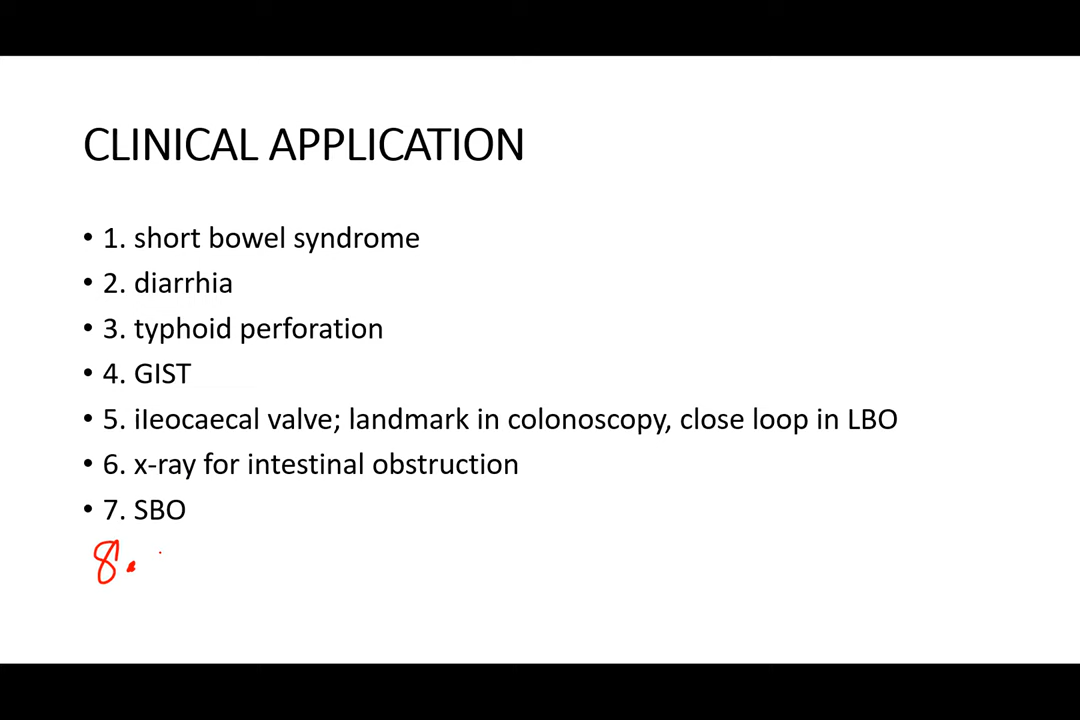 CLINICAL APPLICATION
• 1. short bowel syndrome
• 2. diarrhia
• 3. typhoid perforation
• 4. GIST
• 5. iIeocaecal valve; landmark in colonoscopy, close loop in LBO
• 6. x-ray for intestinal obstruction
• 7. SBO
8.